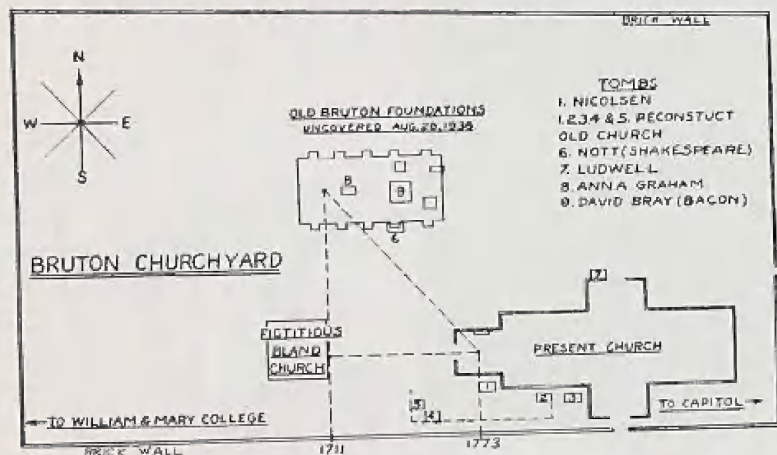 BRICK WALL
N
W
E
S
OLD BRUTON FOUNDATIONS
UNCOVERED AUG. 20, 1938
TOMBS
1. NICOLSEN
1,2,3,4 & 5. RECONSTUCT
OLD CHURCH
6. NOTT (SHAKESPEARE)
7. LUDWELL
8. ANNA GRAHAM
9. DAVID BRAY (BACON)
8
9
6
BRUTON CHURCHYARD
7
FICTITIOUS
BLAND
CHURCH
PRESENT CHURCH
1
5
4
2
3
TO WILLIAM & MARY COLLEGE
TO CAPITOL
BRICK WALL
1711
1773